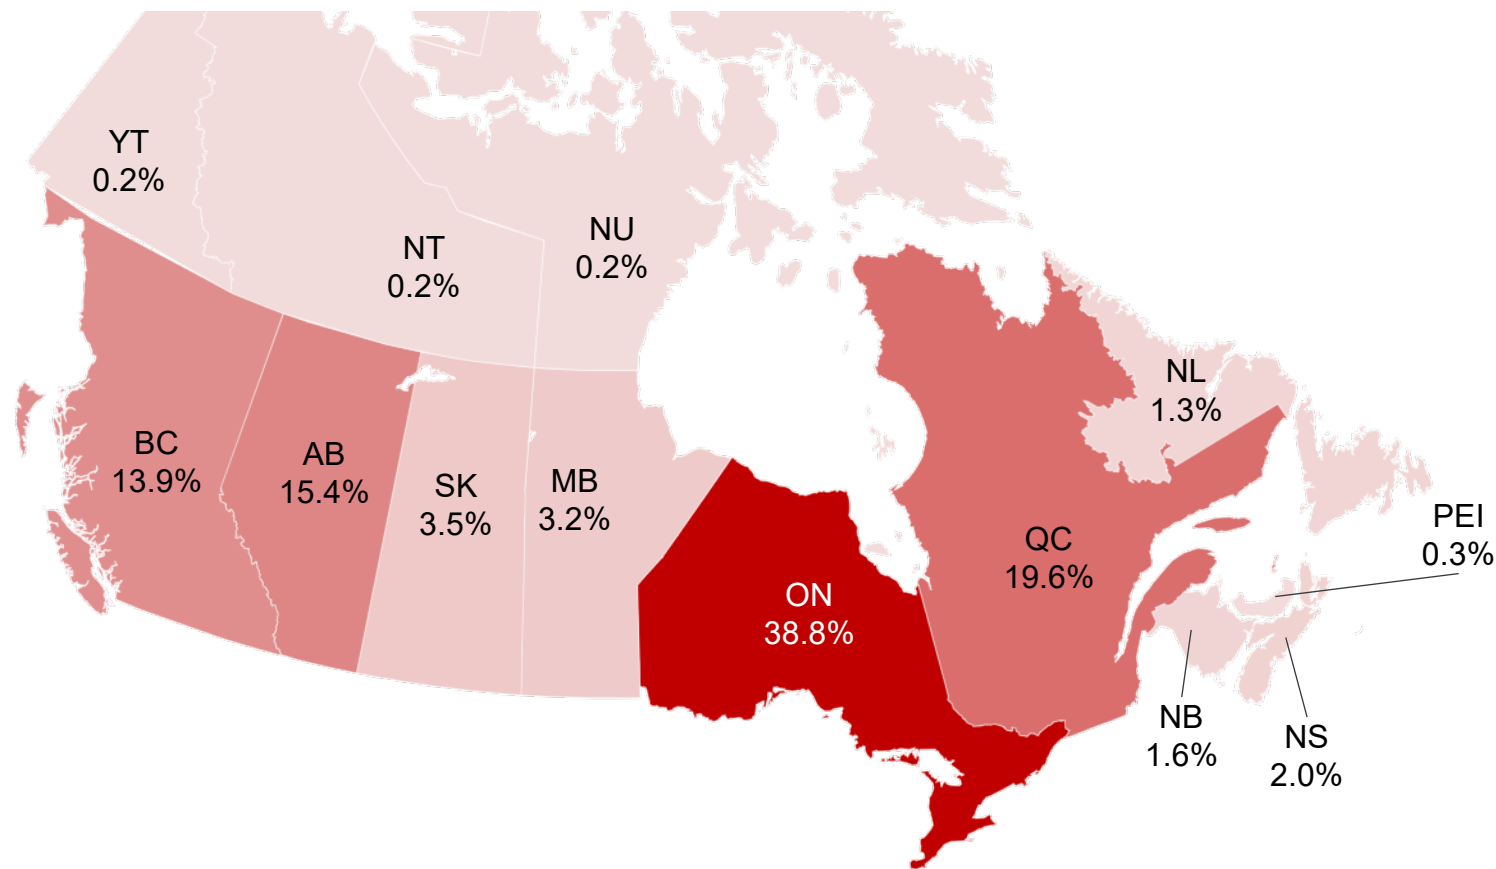 YT
0.2%
NT
0.2%
NU
0.2%
BC
13.9%
AB
15.4%
SK
3.5%
MB
3.2%
ON
38.8%
QC
19.6%
NL
1.3%
PEI
0.3%
NB
1.6%
NS
2.0%